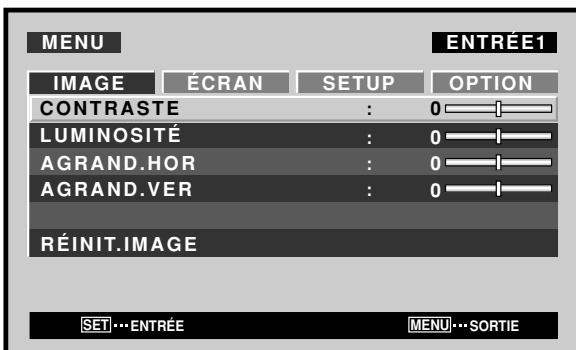 MENU ENTRÉE1
IMAGE ÉCRAN SETUP OPTION
CONTRASTE : 0
LUMINOSITÉ : 0
AGRAND.HOR : 0
AGRAND.VER : 0
RÉINIT.IMAGE
SET ··· ENTRÉE MENU ··· SORTIE